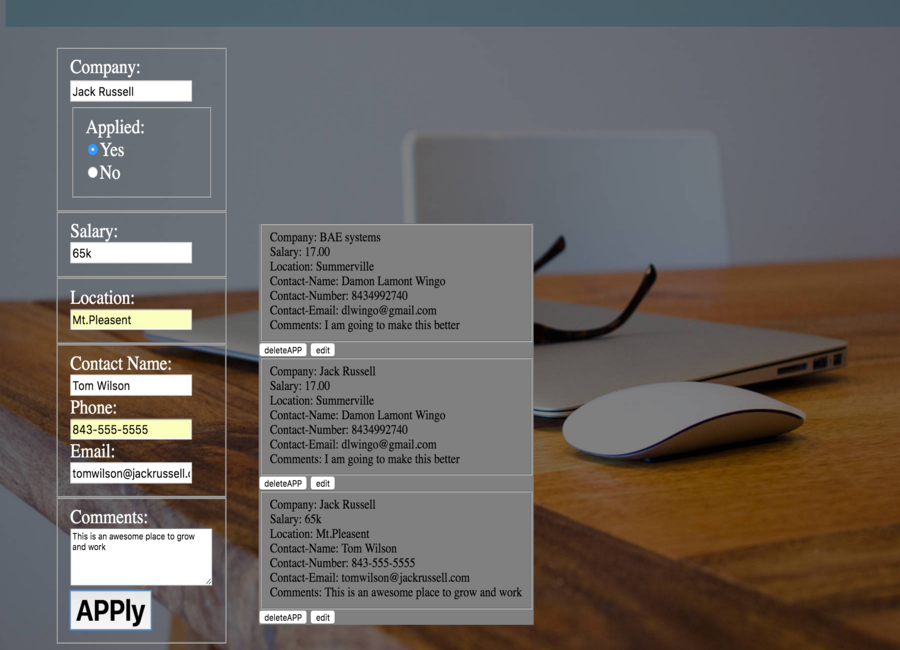 Company:
Jack Russell
Applied:
Yes
No
Salary:
65k
Location:
Mt.Pleasent
Contact Name:
Tom Wilson
Phone:
843-555-5555
Email:
tomwilson@jackrussell.
Comments:
This is an awesome place to grow
and work
APPly
Company: BAE systems
Salary: 17.00
Location: Summerville
Contact-Name: Damon Lamont Wingo
Contact-Number: 8434992740
Contact-Email: dlwingo@gmail.com
Comments: I am going to make this better
deleteAPP edit
Company: Jack Russell
Salary: 17.00
Location: Summerville
Contact-Name: Damon Lamont Wingo
Contact-Number: 8434992740
Contact-Email: dlwingo@gmail.com
Comments: I am going to make this better
deleteAPP edit
Company: Jack Russell
Salary: 65k
Location: Mt.Pleasent
Contact-Name: Tom Wilson
Contact-Number: 843-555-5555
Contact-Email: tomwilson@jackrussell.com
Comments: This is an awesome place to grow and work
deleteAPP edit